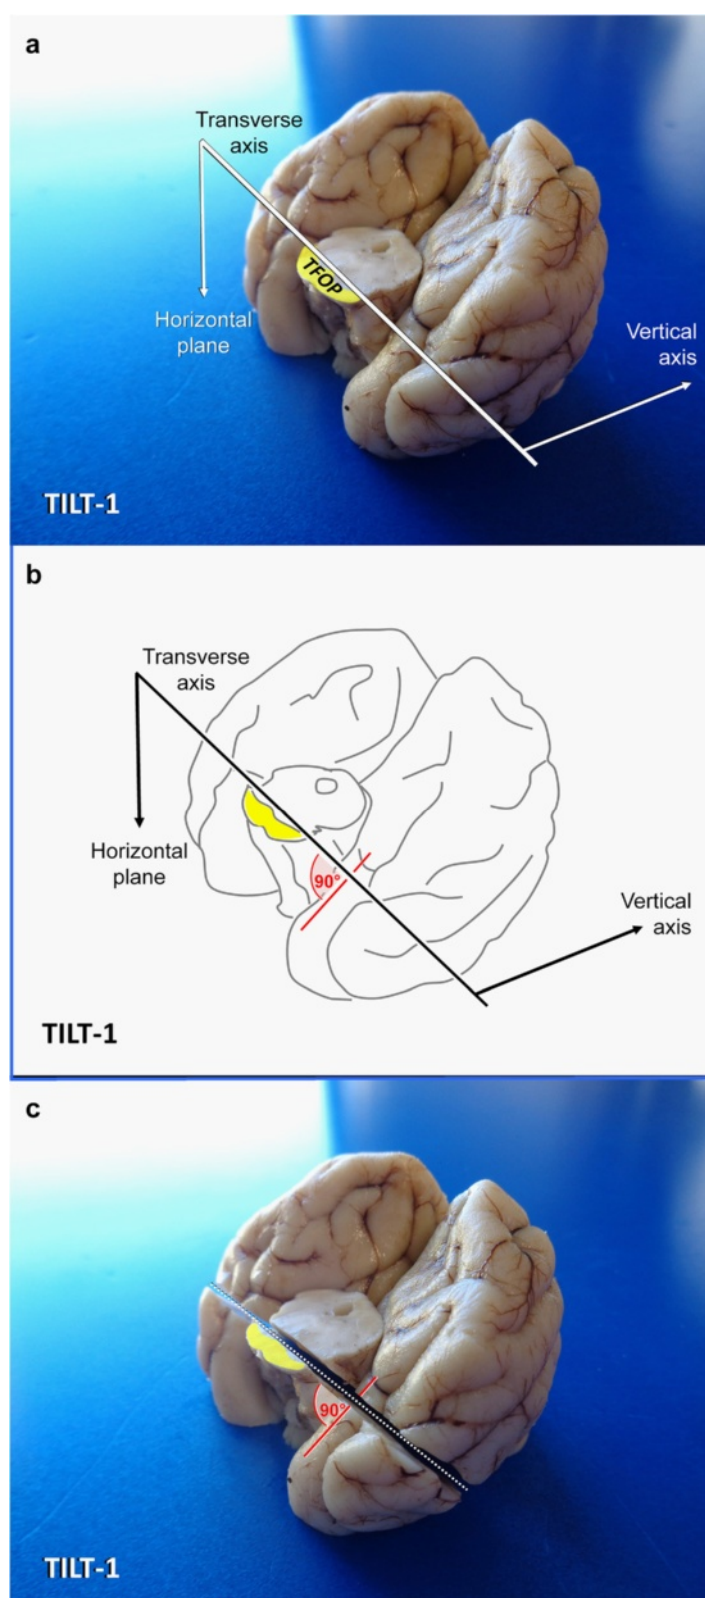 a
Transverse
axis
TFOP
Horizontal
plane
Vertical
axis
TILT-1
b
Transverse
axis
Horizontal
plane
90°
Vertical
axis
TILT-1
c
90°
TILT-1